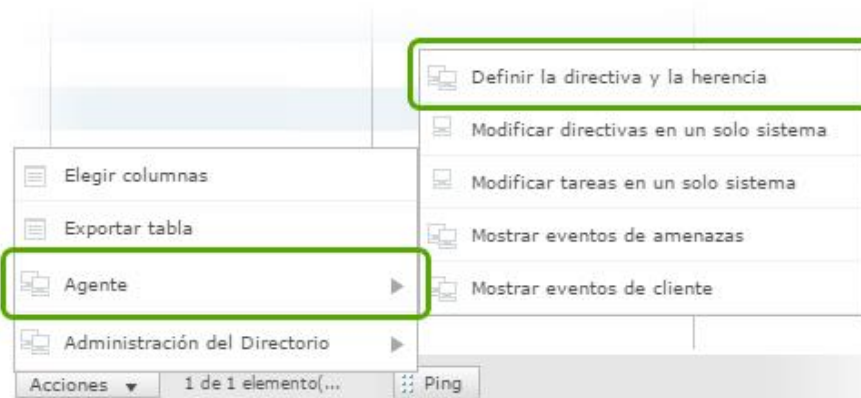 Definir la directiva y la herencia
Modificar directivas en un solo sistema
Modificar tareas en un solo sistema
Mostrar eventos de amenazas
Mostrar eventos de cliente
Elegir columnas
Exportar tabla
Agente
Administración del Directorio
Acciones 1 de 1 elemento(... Ping